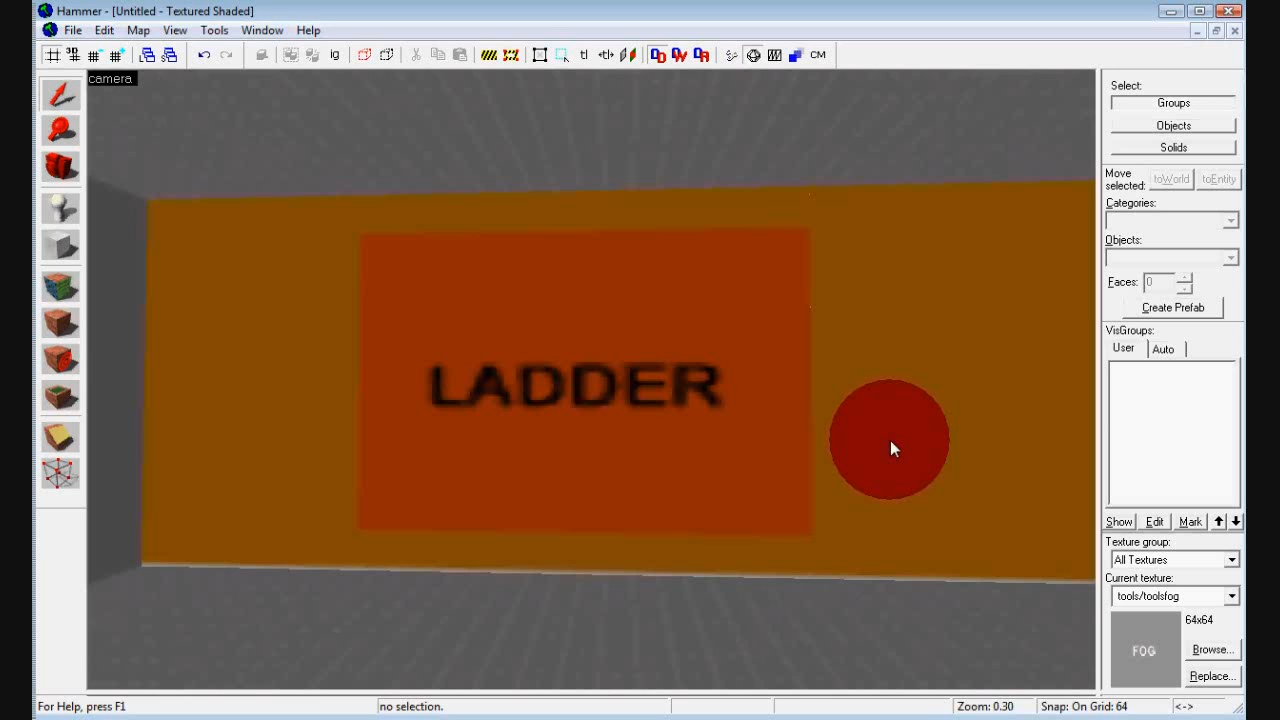 Hammer - [Untitled - Textured Shaded]
File Edit Map View Tools Window Help
3D
ig
tl
CM
camera
Select:
Groups
Objects
Solids
Move
selected:
toWorld
toEntity
Categories:
Objects:
Faces:
0
Create Prefab
VisGroups:
User
Auto
LADDER
Show
Edit
Mark
Texture group:
All Textures
Current texture:
tools/toolsfog
64x64
FOG
Browse...
Replace...
For Help, press F1
no selection.
Zoom: 0.30
Snap: On Grid: 64
<->